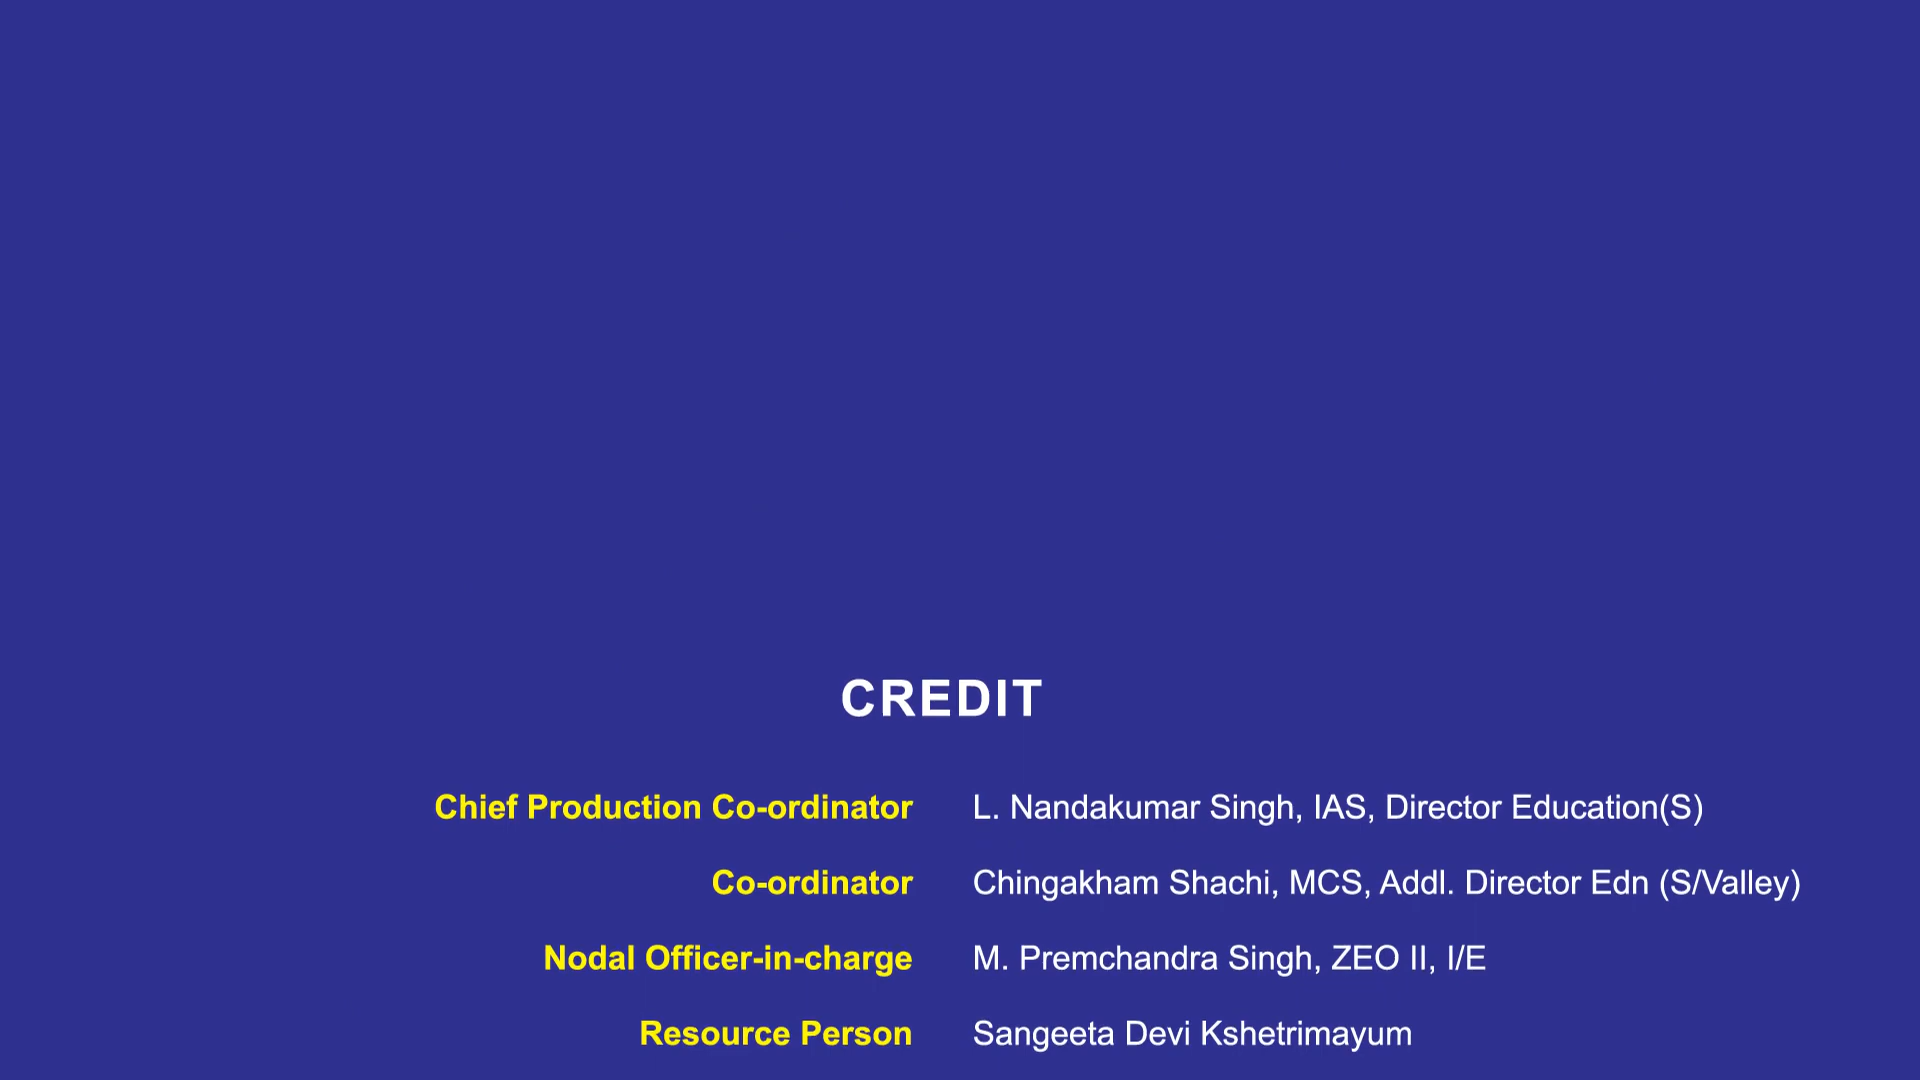 CREDIT
Chief Production Co-ordinator L. Nandakumar Singh, IAS, Director Education(S)
Co-ordinator Chingakham Shachi, MCS, Addl. Director Edn (S/Valley)
Nodal Officer-in-charge M. Premchandra Singh, ZEO II, I/E
Resource Person Sangeeta Devi Kshetrimayum